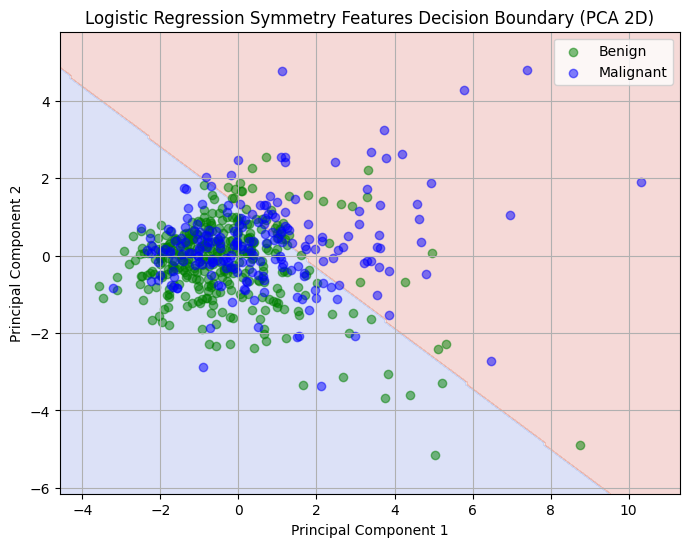 Logistic Regression Symmetry Features Decision Boundary (PCA 2D)
Benign
Malignant
4
2
0
−2
−4
−6
Principal Component 2
−4
−2
0
2
4
6
8
10
Principal Component 1